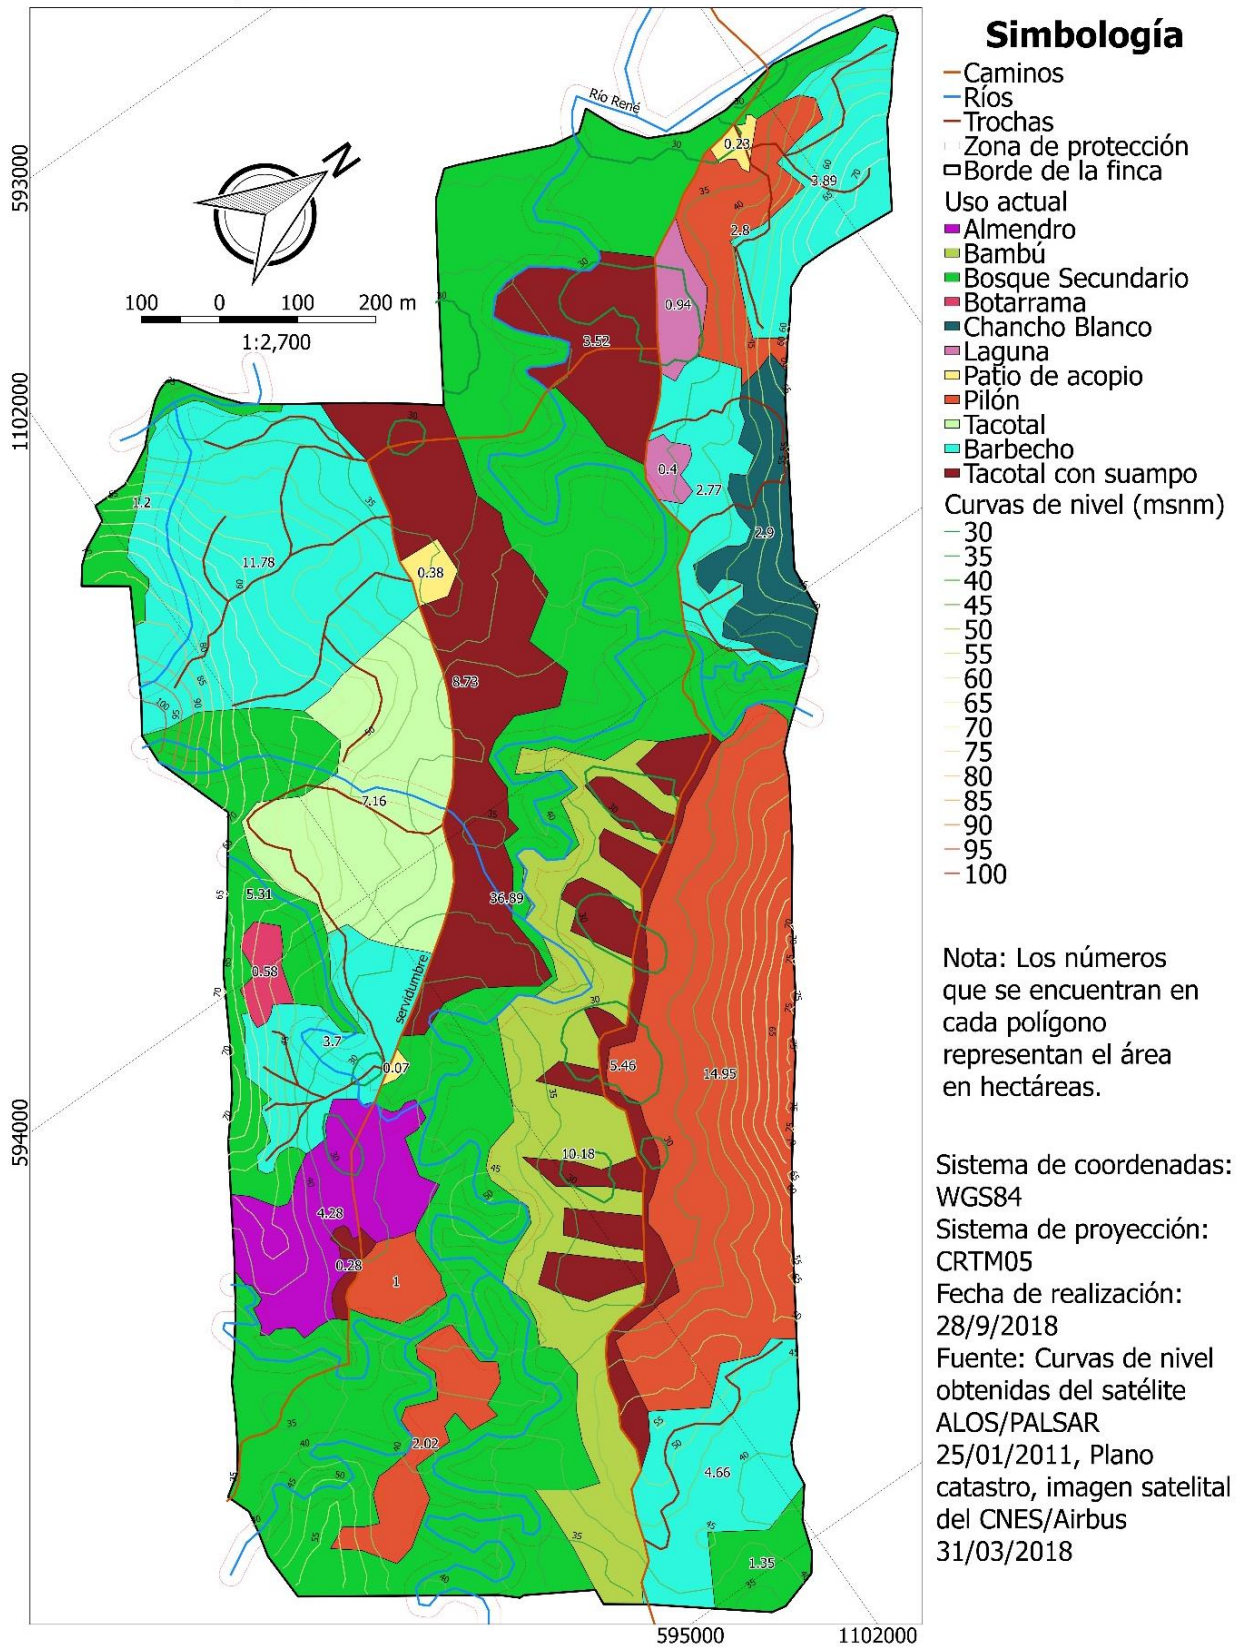 Simbología
Caminos
Ríos
Trochas
Zona de protección
Borde de la finca
Uso actual
Almendro
Bambú
Bosque Secundario
Botarrama
Chancho Blanco
Laguna
Patio de acopio
Pilón
Tacotal
Barbecho
Tacotal con suampo
Curvas de nivel (msnm)
30
35
40
45
50
55
60
65
70
75
80
85
90
95
100
Nota: Los números
que se encuentran en
cada polígono
representan el área
en hectáreas.
Sistema de coordenadas:
WGS84
Sistema de proyección:
CRTM05
Fecha de realización:
28/9/2018
Fuente: Curvas de nivel
obtenidas del satélite
ALOS/PALSAR
25/01/2011, Plano
catastro, imagen satelital
del CNES/Airbus
31/03/2018
N
100 0 100 200 m
1:2,700
593000
1102000
594000
595000
1102000
Río René
servidumbre
0.23
3.89
2.8
0.94
3.52
0.4
2.77
2.9
1.2
11.78
0.38
8.73
7.16
5.31
36.89
0.58
3.7
0.07
5.46
14.95
10.18
4.28
0.28
1
2.02
4.66
1.35